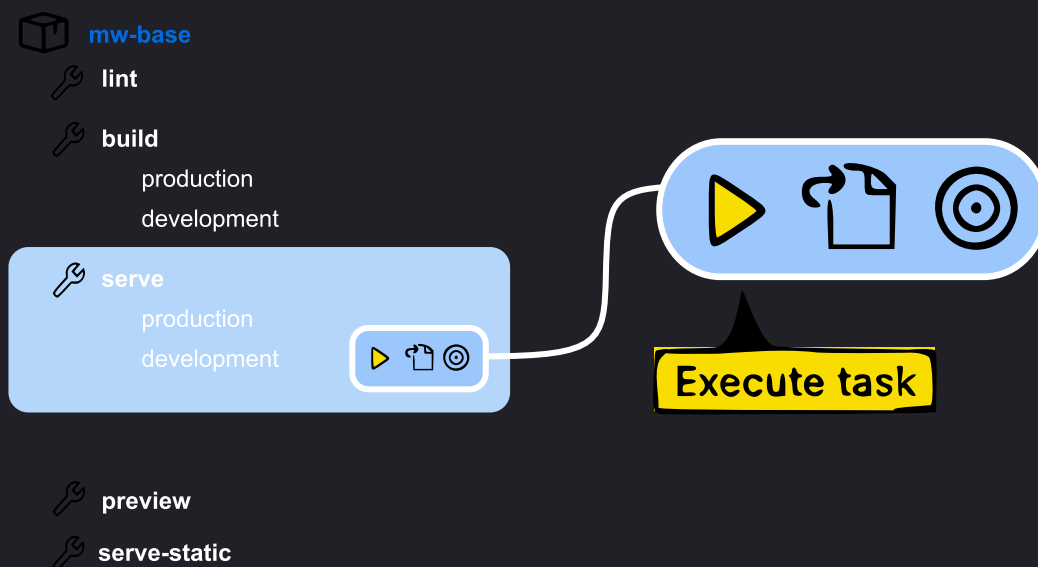 mw-base
lint
build
production
development
serve
production
development
Execute task
preview
serve-static